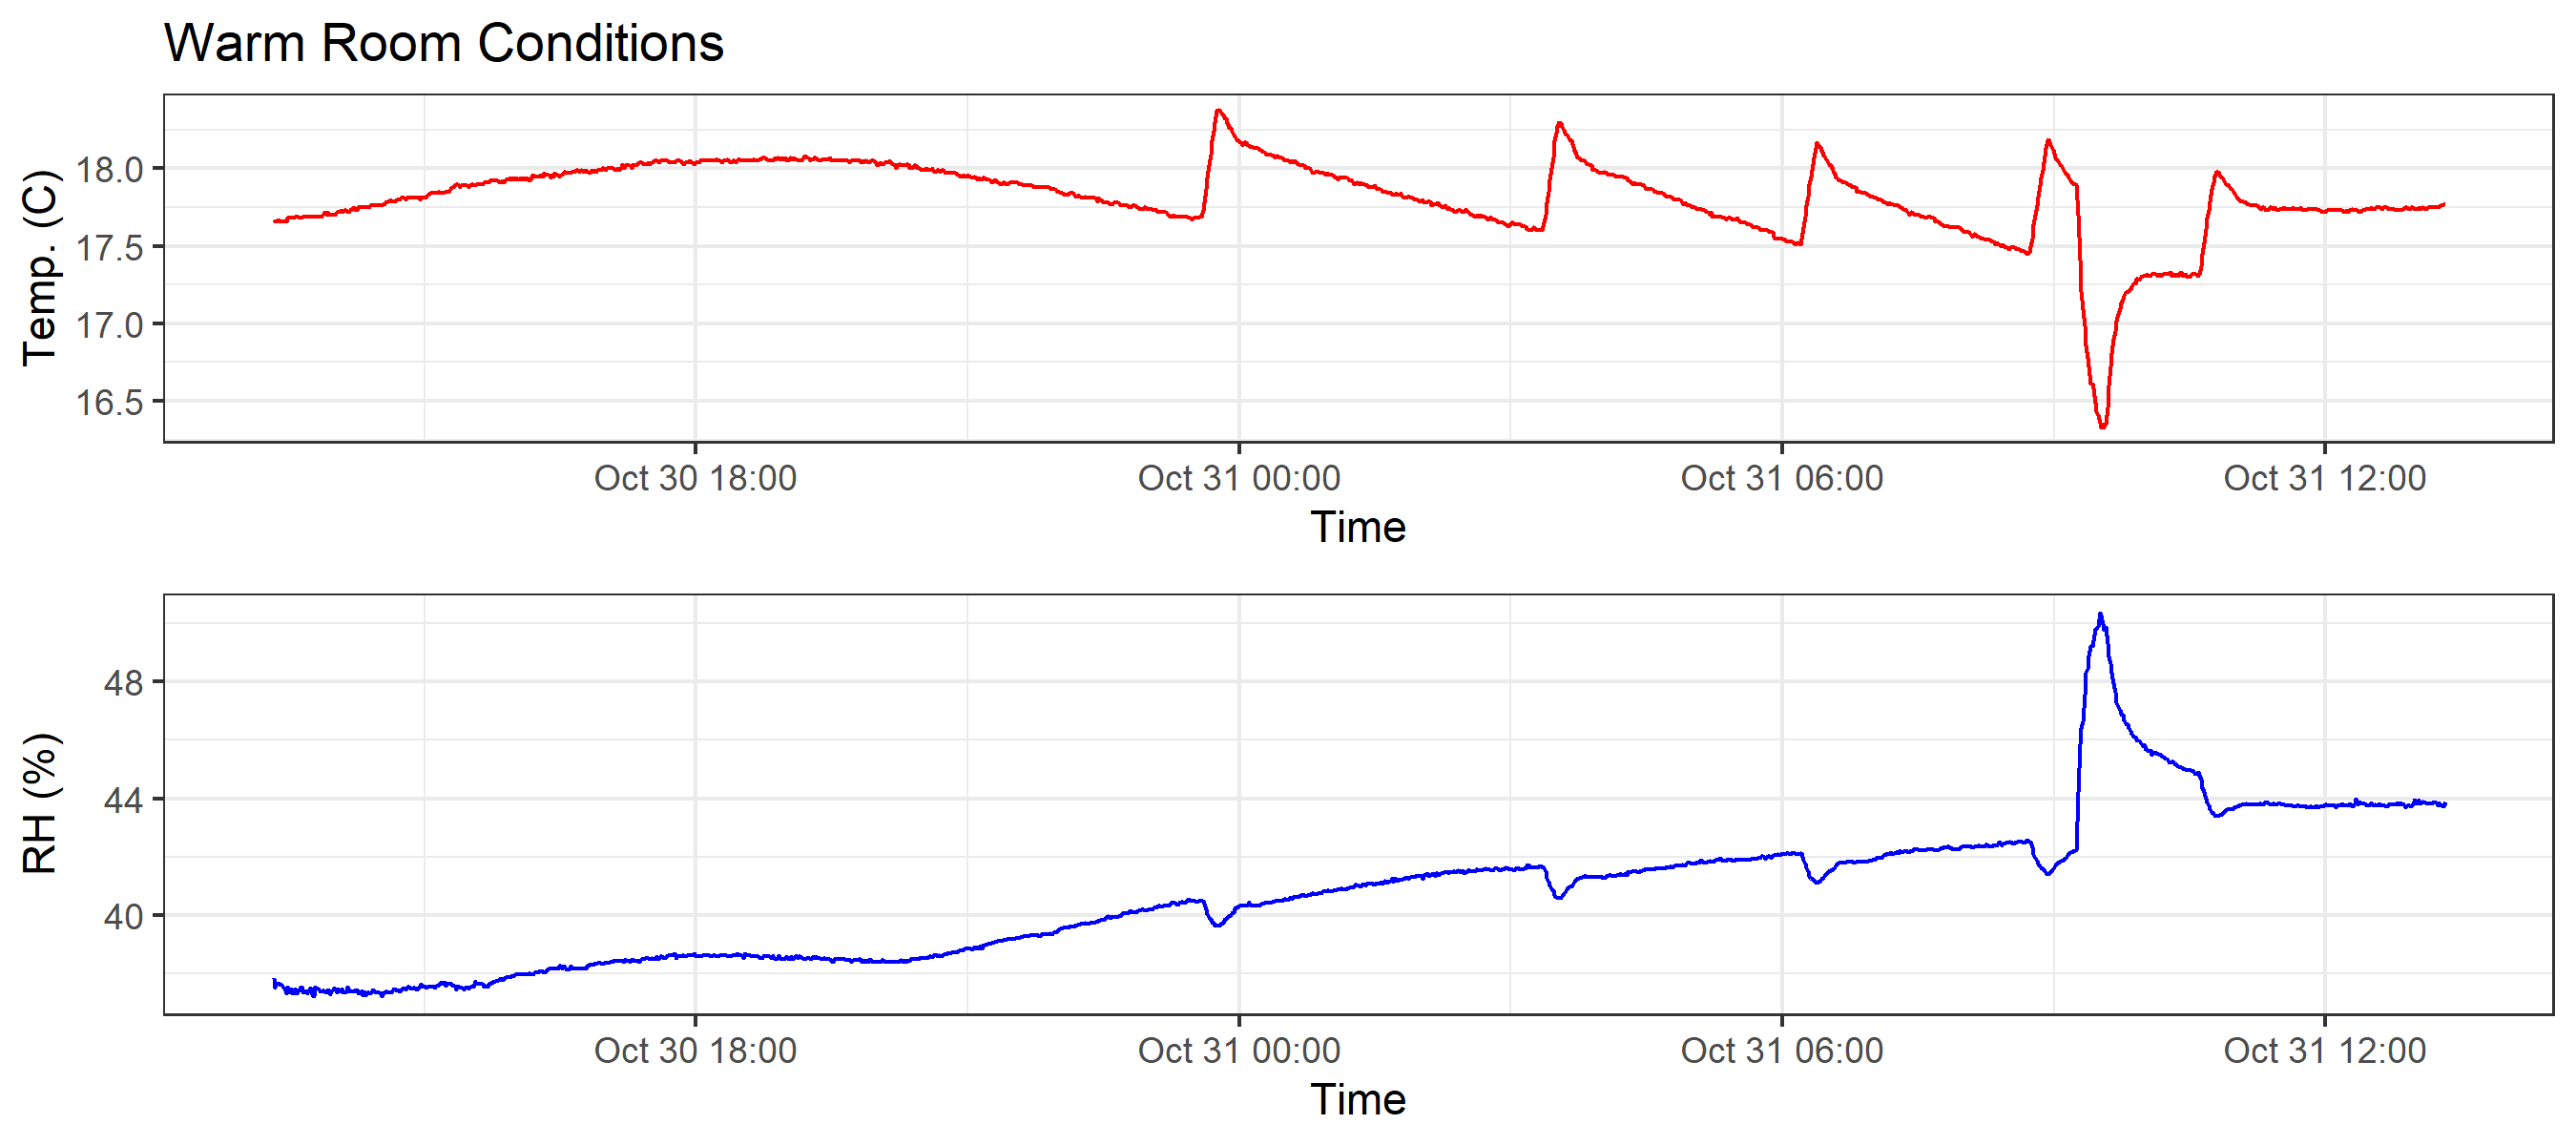 Warm Room Conditions
Temp. (C)
18.0
17.5
17.0
16.5
Oct 30 18:00 Oct 31 00:00 Oct 31 06:00 Oct 31 12:00
Time
RH (%)
48
44
40
Oct 30 18:00 Oct 31 00:00 Oct 31 06:00 Oct 31 12:00
Time